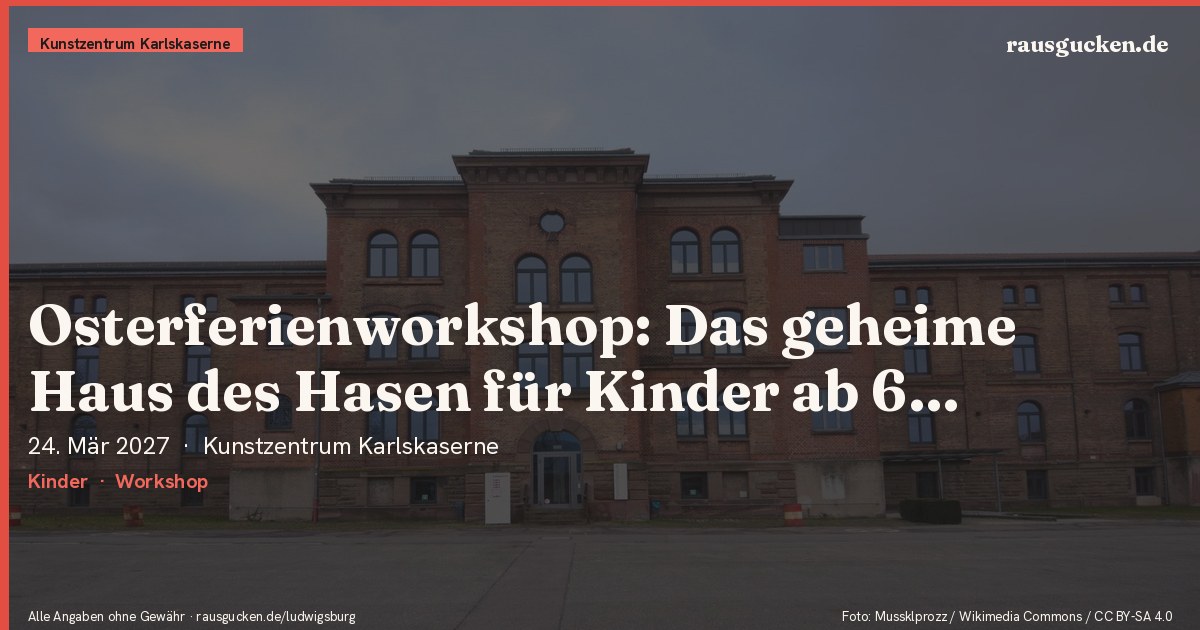 Kunstzentrum Karlskaserne
rausgucken.de
Osterferienworkshop: Das geheime
Haus des Hasen für Kinder ab 6...
24. Mär 2027 · Kunstzentrum Karlskaserne
Kinder · Workshop
Alle Angaben ohne Gewähr · rausgucken.de/ludwigsburg
Foto: Mussklprozz / Wikimedia Commons / CC BY-SA 4.0